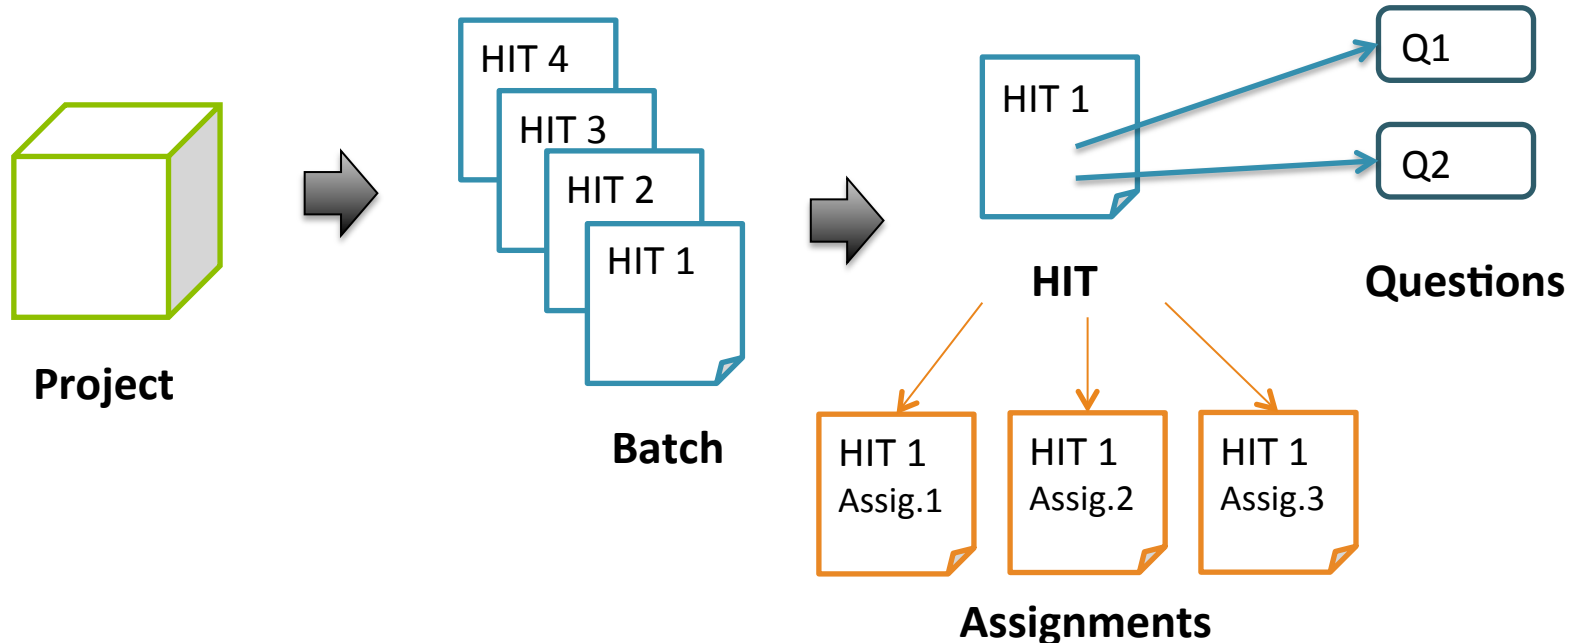 Project
HIT 4
HIT 3
HIT 2
HIT 1
Batch
HIT 1
HIT
Q1
Q2
Questions
HIT 1
Assig.1
HIT 1
Assig.2
HIT 1
Assig.3
Assignments